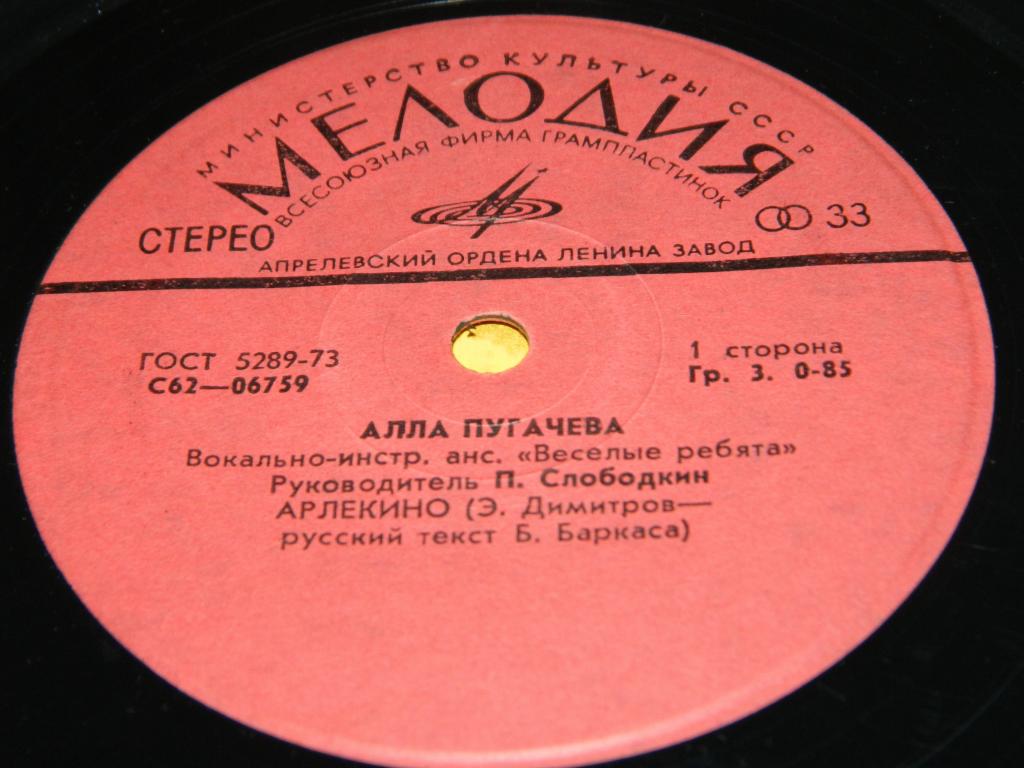 МИНИСТЕРСТВО КУЛЬТУРЫ СССР
МЕЛОДИЯ
ВСЕСОЮЗНАЯ ФИРМА ГРАМПЛАСТИНОК
СТЕРЕО
33
АПРЕЛЕВСКИЙ ОРДЕНА ЛЕНИНА ЗАВОД
ГОСТ 5289-73
С62—06759
1 сторона
Гр. 3. 0-85
АЛЛА ПУГАЧЕВА
Вокально-инстр. анс. «Веселые ребята»
Руководитель П. Слободкин
АРЛЕКИНО (Э. Димитров—
русский текст Б. Баркаса)